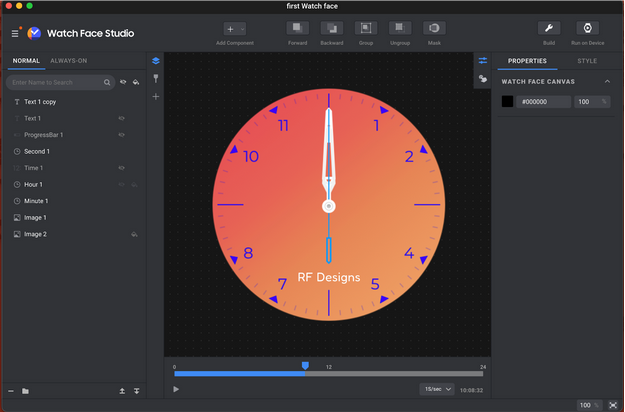 first Watch face
Watch Face Studio
Add Component
Forward
Backward
Group
Ungroup
Mask
Build
Run on Device
NORMAL
ALWAYS-ON
Enter Name to Search
Text 1 copy
Text 1
ProgressBar 1
Second 1
Time 1
Hour 1
Minute 1
Image 1
Image 2
11
1
10
2
8
4
7
5
RF Designs
PROPERTIES
STYLE
WATCH FACE CANVAS
#000000
100 %
0
12
24
15/sec
10:08:32
100 %